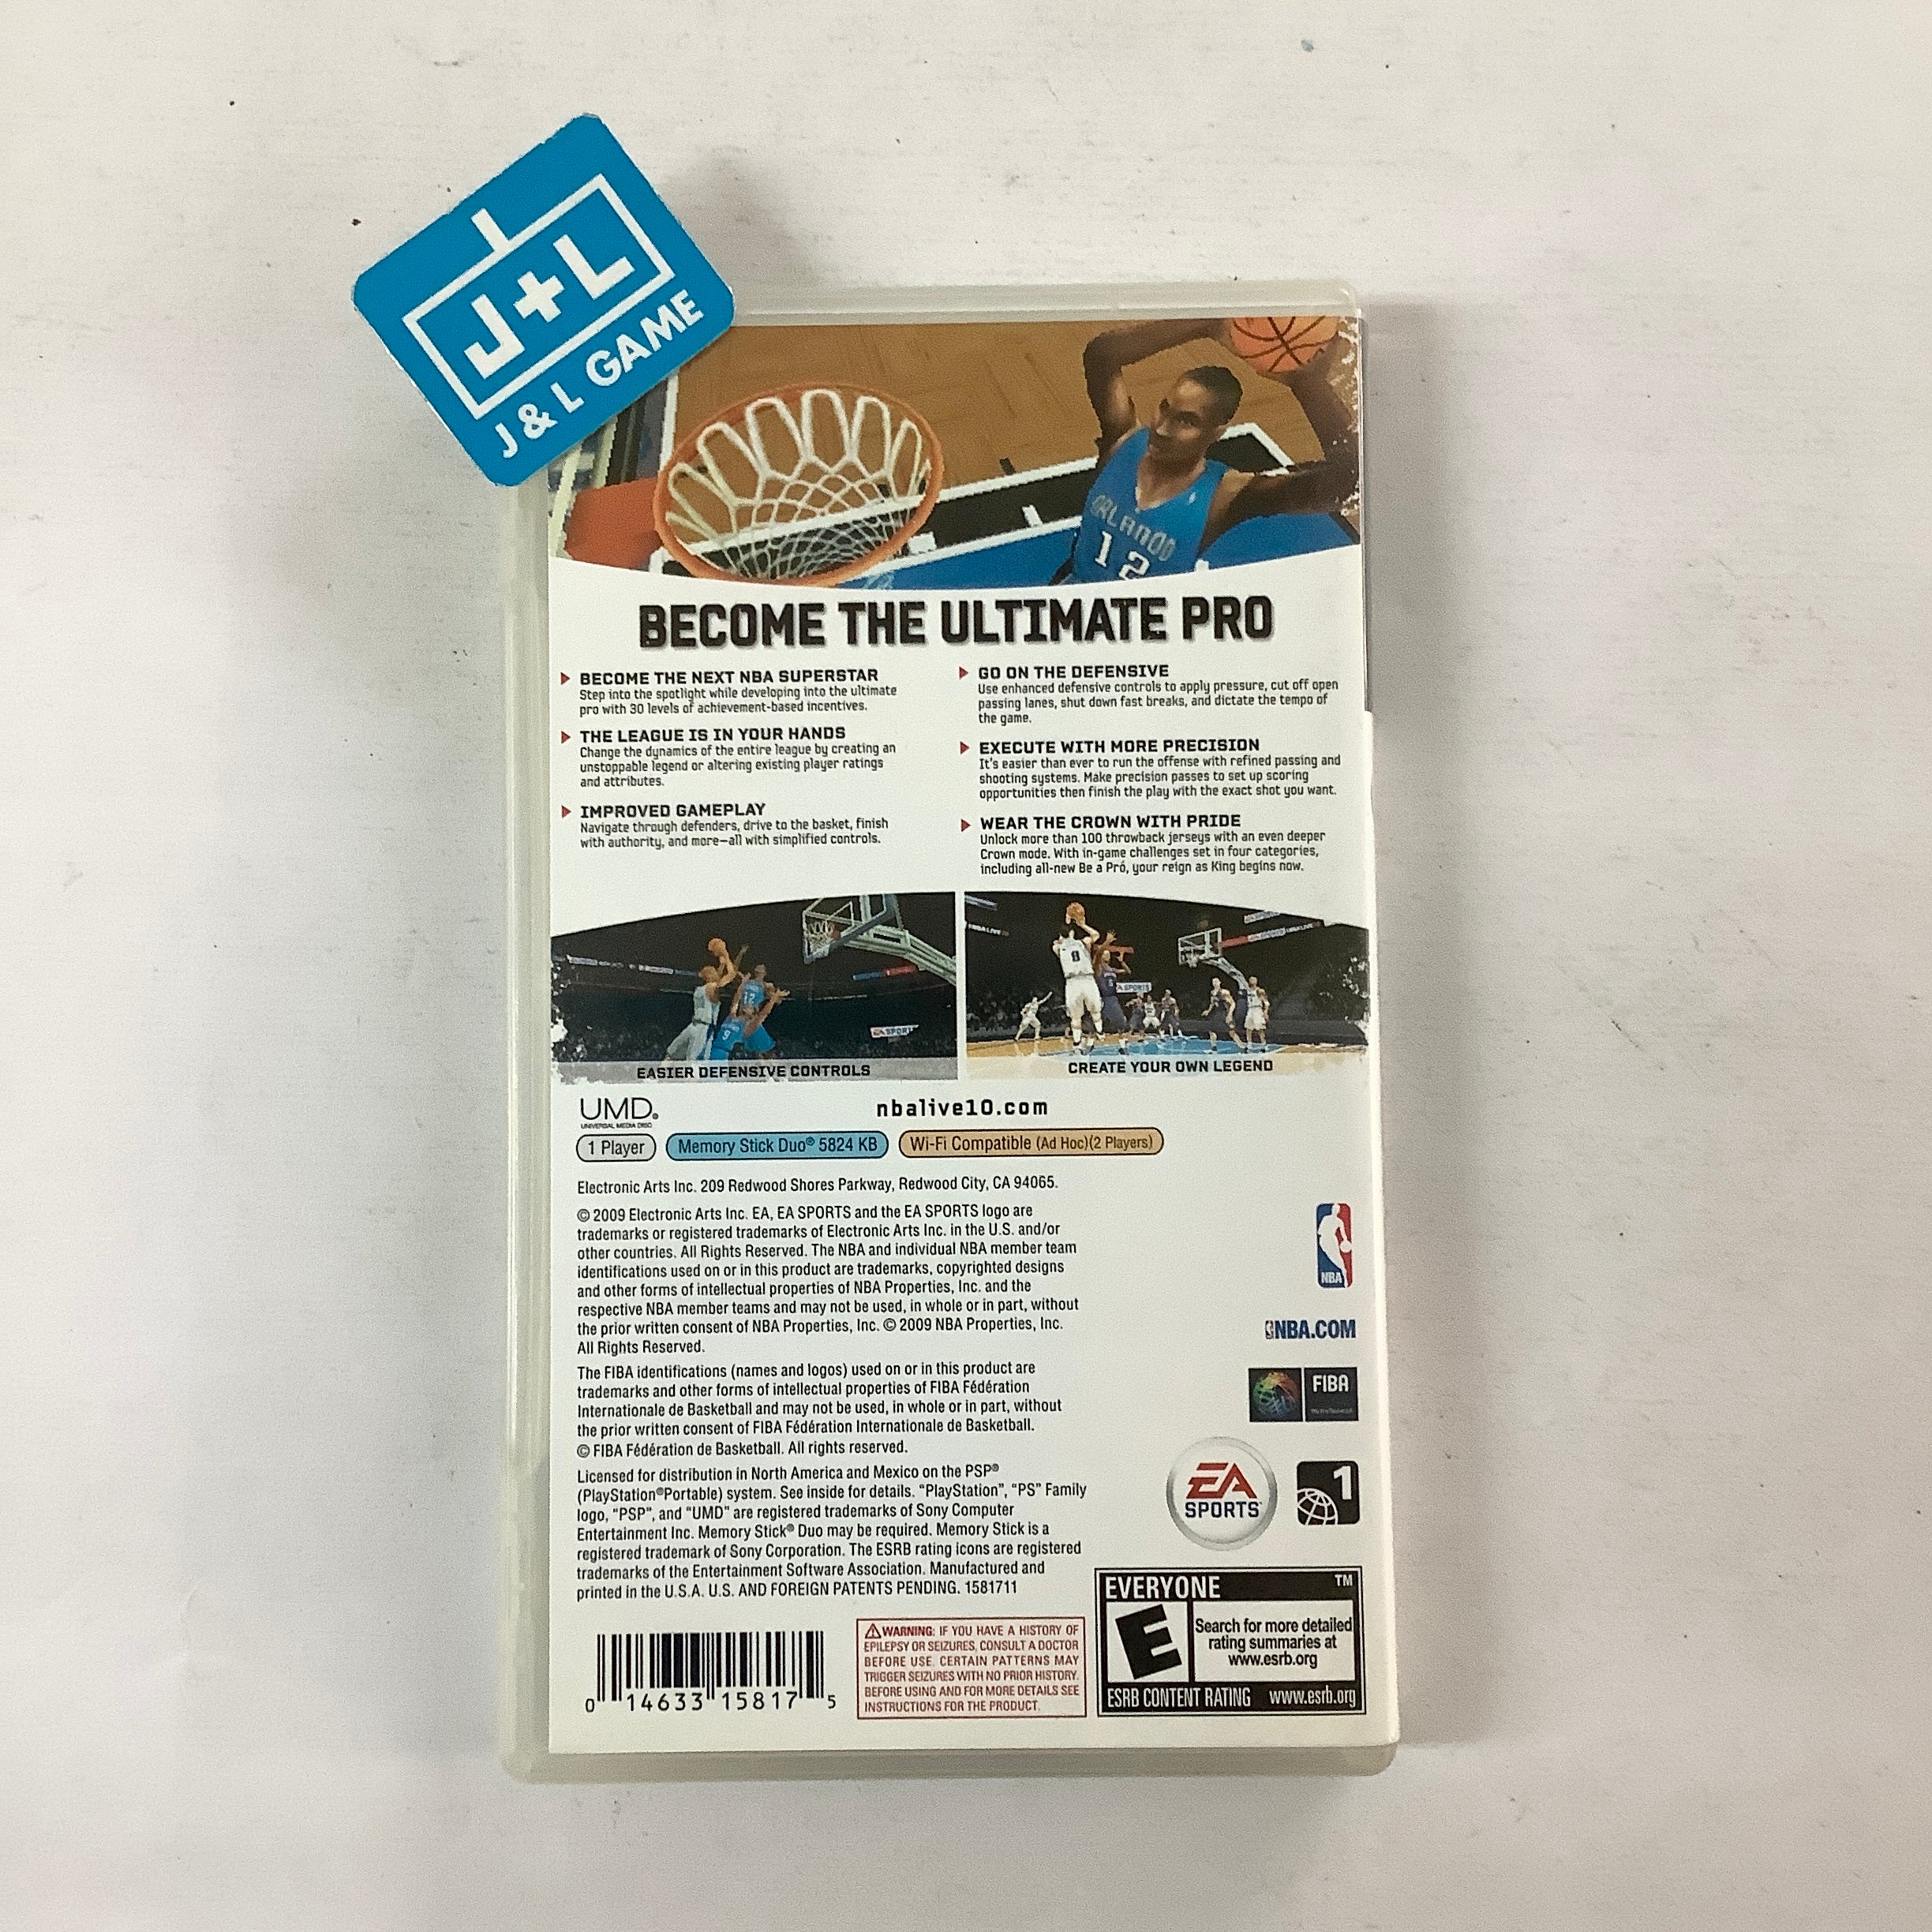 J+L
J & L GAME
ORLANDO
12
BECOME THE ULTIMATE PRO
BECOME THE NEXT NBA SUPERSTAR
Step into the spotlight while developing into the ultimate
pro with 30 levels of achievement-based incentives.
THE LEAGUE IS IN YOUR HANDS
Change the dynamics of the entire league by creating an
unstoppable legend or altering existing player ratings
and attributes.
IMPROVED GAMEPLAY
Navigate through defenders, drive to the basket, finish
with authority, and more—all with simplified controls.
GO ON THE DEFENSIVE
Use enhanced defensive controls to apply pressure, cut off open
passing lanes, shut down fast breaks, and dictate the tempo of
the game.
EXECUTE WITH MORE PRECISION
It's easier than ever to run the offense with refined passing and
shooting systems. Make precision passes to set up scoring
opportunities then finish the play with the exact shot you want.
WEAR THE CROWN WITH PRIDE
Unlock more than 100 throwback jerseys with an even deeper
Crown mode. With in-game challenges set in four categories,
including all-new Be a Pró, your reign as King begins now.
12
9
EA SPORTS
EASIER DEFENSIVE CONTROLS
8
EA SPORTS
CREATE YOUR OWN LEGEND
UMD®
UNIVERSAL MEDIA DISC
nbalive10.com
1 Player
Memory Stick Duo® 5824 KB
Wi-Fi Compatible (Ad Hoc)(2 Players)
Electronic Arts Inc. 209 Redwood Shores Parkway, Redwood City, CA 94065.
© 2009 Electronic Arts Inc. EA, EA SPORTS and the EA SPORTS logo are
trademarks or registered trademarks of Electronic Arts Inc. in the U.S. and/or
other countries. All Rights Reserved. The NBA and individual NBA member team
identifications used on or in this product are trademarks, copyrighted designs
and other forms of intellectual properties of NBA Properties, Inc. and the
respective NBA member teams and may not be used, in whole or in part, without
the prior written consent of NBA Properties, Inc. © 2009 NBA Properties, Inc.
All Rights Reserved.
The FIBA identifications (names and logos) used on or in this product are
trademarks and other forms of intellectual properties of FIBA Fédération
Internationale de Basketball and may not be used, in whole or in part, without
the prior written consent of FIBA Fédération Internationale de Basketball.
© FIBA Fédération de Basketball. All rights reserved.
Licensed for distribution in North America and Mexico on the PSP®
(PlayStation®Portable) system. See inside for details. “PlayStation”, “PS” Family
logo, “PSP”, and “UMD” are registered trademarks of Sony Computer
Entertainment Inc. Memory Stick® Duo may be required. Memory Stick is a
registered trademark of Sony Corporation. The ESRB rating icons are registered
trademarks of the Entertainment Software Association. Manufactured and
printed in the U.S.A. U.S. AND FOREIGN PATENTS PENDING. 1581711
NBA
NBA.COM
FIBA
EA
SPORTS
1
0 14633 15817 5
WARNING: IF YOU HAVE A HISTORY OF
EPILEPSY OR SEIZURES, CONSULT A DOCTOR
BEFORE USE. CERTAIN PATTERNS MAY
TRIGGER SEIZURES WITH NO PRIOR HISTORY.
BEFORE USING AND FOR MORE DETAILS SEE
INSTRUCTIONS FOR THE PRODUCT.
EVERYONE TM
E
Search for more detailed
rating summaries at
www.esrb.org
ESRB CONTENT RATING www.esrb.org